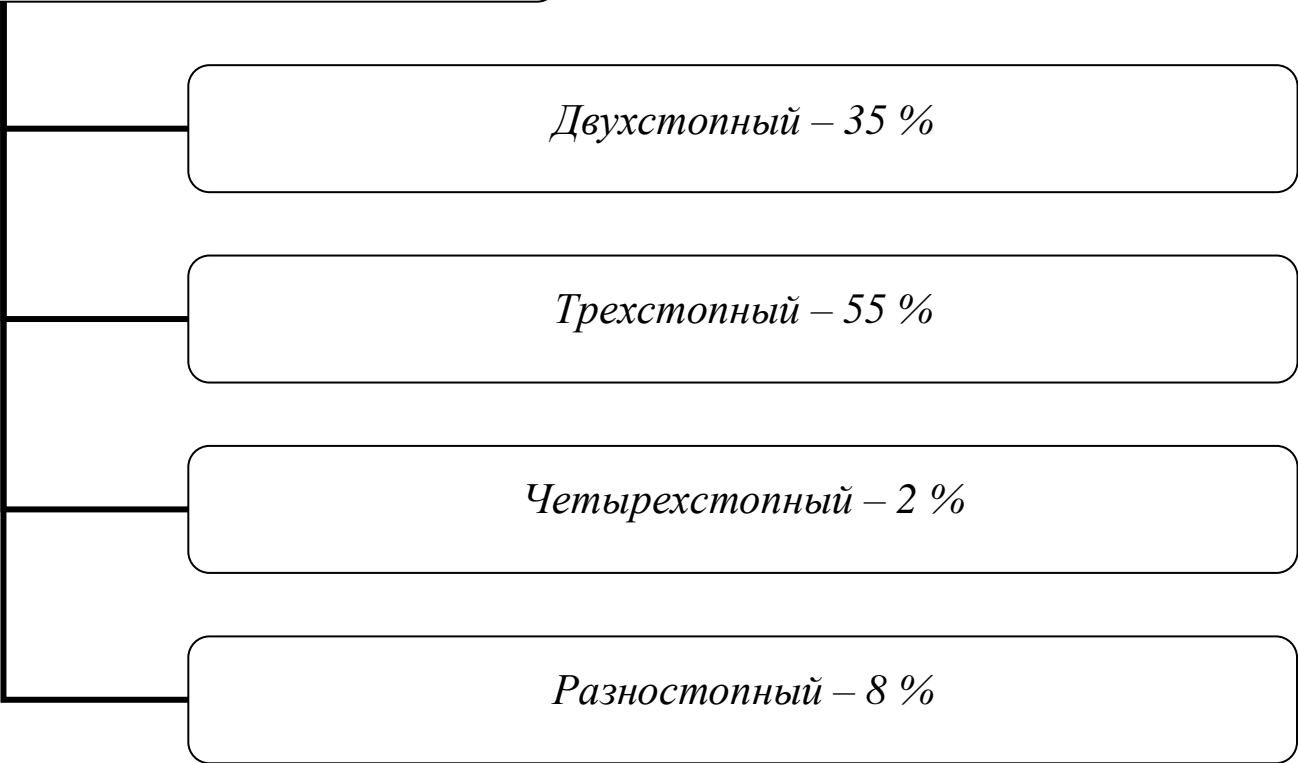 Двухстопный – 35 %
Трехстопный – 55 %
Четырехстопный – 2 %
Разностопный – 8 %